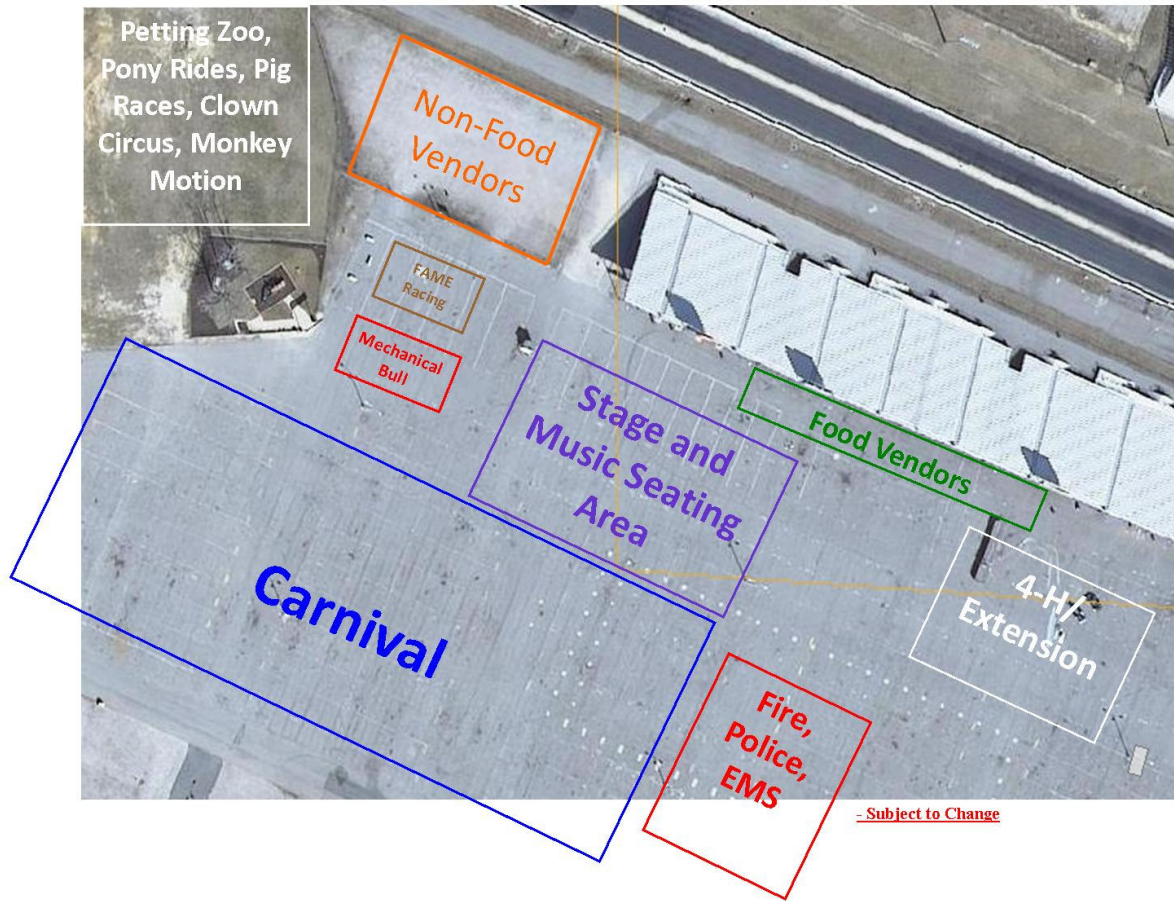 Petting Zoo,
Pony Rides, Pig
Races, Clown
Circus, Monkey
Motion
Non-Food
Vendors
FAME
Racing
Mechanical
Bull
Stage and
Music Seating
Area
Food Vendors
4-H/
Extension
Carnival
Fire,
Police,
EMS
- Subject to Change